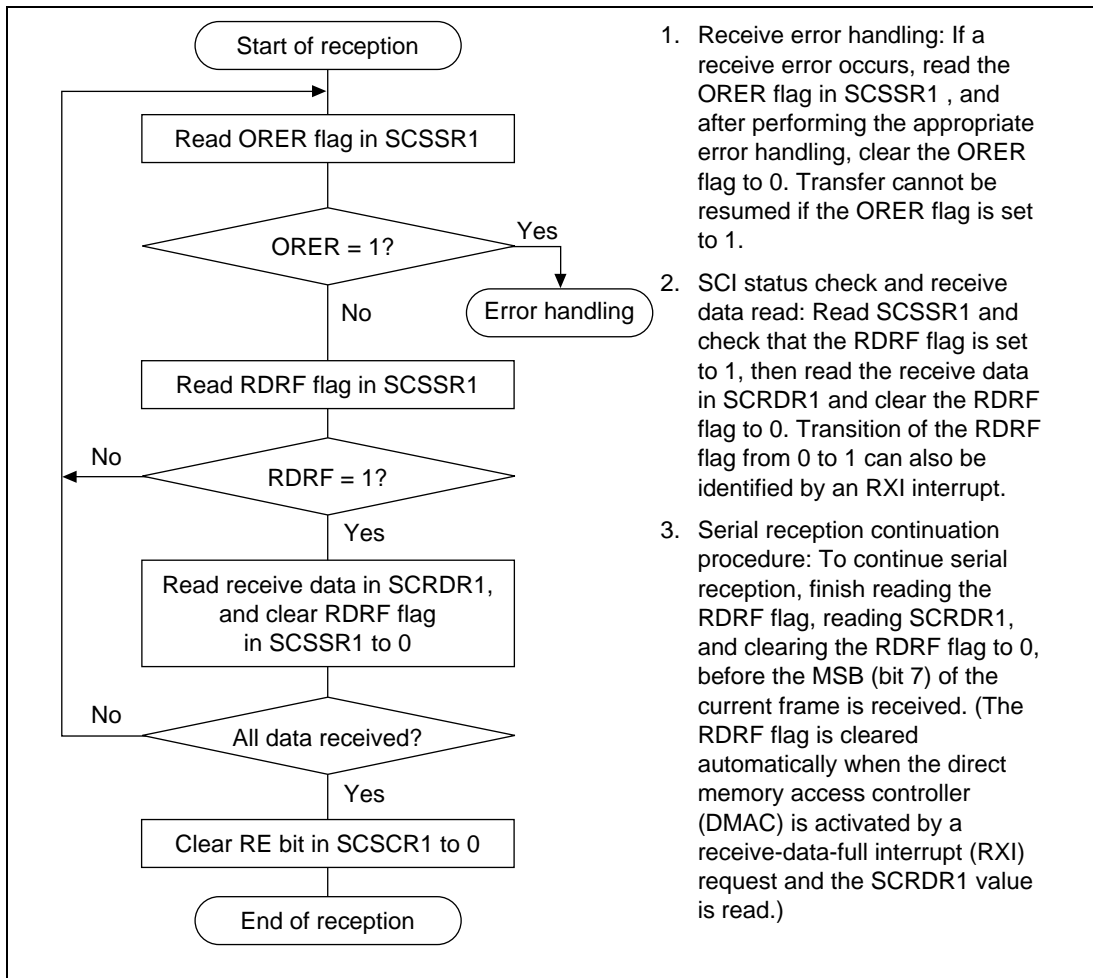 Start of reception
Read ORER flag in SCSSR1
ORER = 1?
Yes
Error handling
No
Read RDRF flag in SCSSR1
No
RDRF = 1?
Yes
Read receive data in SCRDR1,
and clear RDRF flag
in SCSSR1 to 0
No
All data received?
Yes
Clear RE bit in SCSCR1 to 0
End of reception
1. Receive error handling: If a
receive error occurs, read the
ORER flag in SCSSR1 , and
after performing the appropriate
error handling, clear the ORER
flag to 0. Transfer cannot be
resumed if the ORER flag is set
to 1.
2. SCI status check and receive
data read: Read SCSSR1 and
check that the RDRF flag is set
to 1, then read the receive data
in SCRDR1 and clear the RDRF
flag to 0. Transition of the RDRF
flag from 0 to 1 can also be
identified by an RXI interrupt.
3. Serial reception continuation
procedure: To continue serial
reception, finish reading the
RDRF flag, reading SCRDR1,
and clearing the RDRF flag to 0,
before the MSB (bit 7) of the
current frame is received. (The
RDRF flag is cleared
automatically when the direct
memory access controller
(DMAC) is activated by a
receive-data-full interrupt (RXI)
request and the SCRDR1 value
is read.)